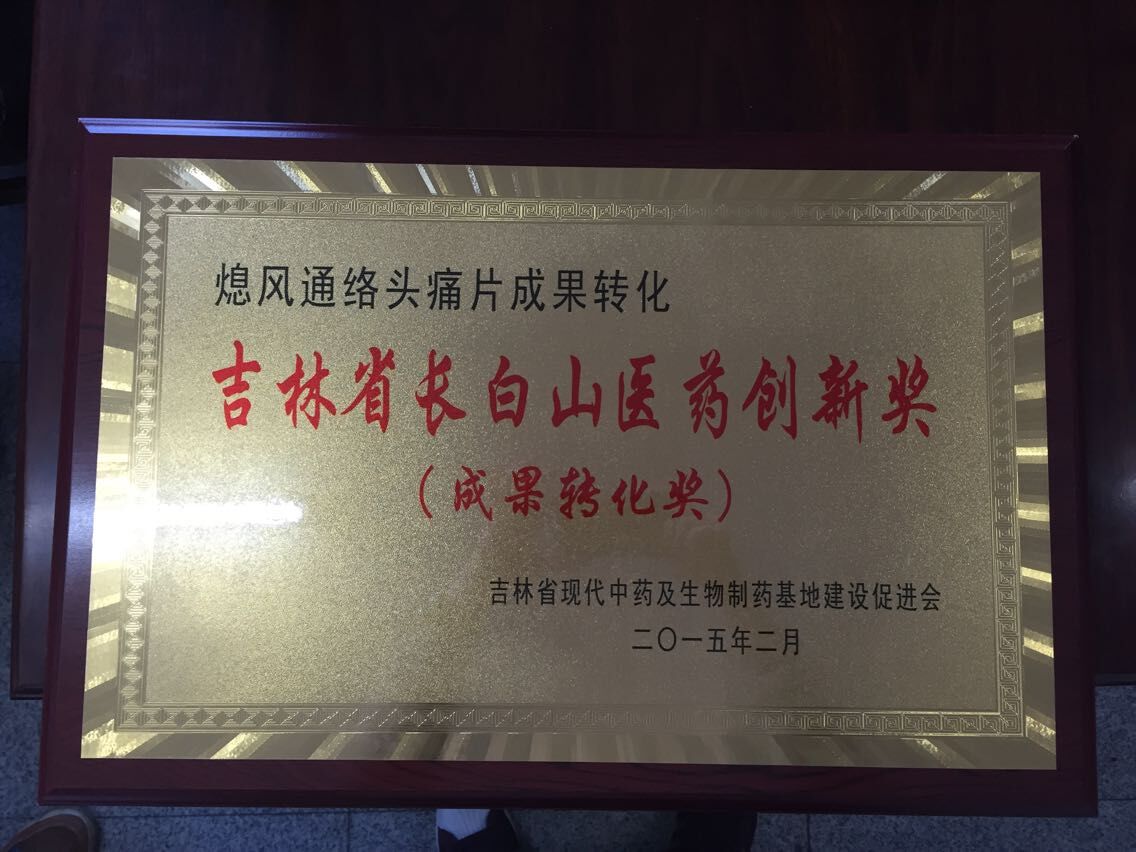 熄风通络头痛片成果转化
吉林省长白山医药创新奖
（成果转化奖）
吉林省现代中药及生物制药基地建设促进会
二〇一五年二月